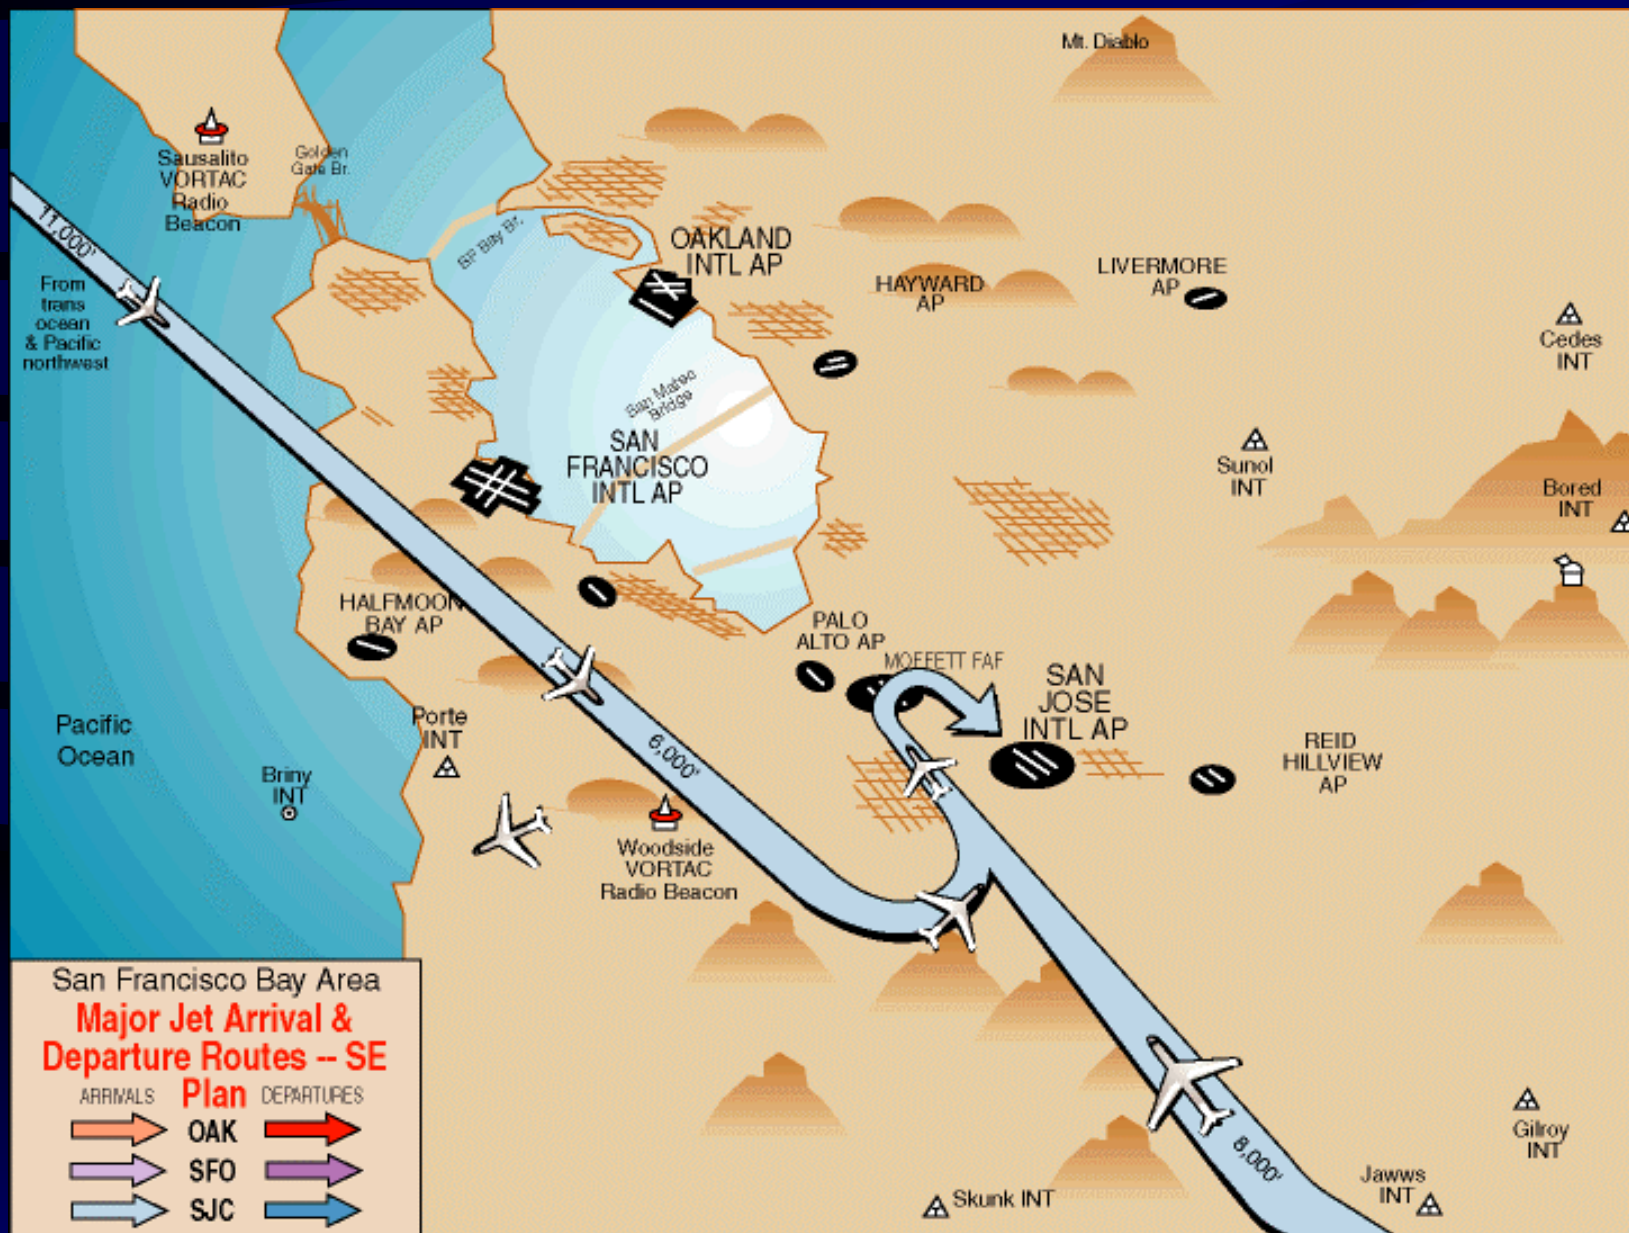 Mt. Diablo
Sausalito
VORTAC
Radio
Beacon
Golden
Gate Br.
11,000'
From
trans
ocean
& Pacific
northwest
SF Bay Br.
OAKLAND
INTL AP
HAYWARD
AP
LIVERMORE
AP
Cedes
INT
San Mateo
Bridge
SAN
FRANCISCO
INTL AP
Sunol
INT
Bored
INT
HALFMOON
BAY AP
PALO
ALTO AP
MOFFETT FAF
SAN
JOSE
INTL AP
REID
HILLVIEW
AP
Pacific
Ocean
Porte
INT
Briny
INT
6,000'
Woodside
VORTAC
Radio Beacon
8,000'
Gilroy
INT
Jawws
INT
Skunk INT
San Francisco Bay Area
Major Jet Arrival &
Departure Routes -- SE
ARRIVALS Plan DEPARTURES
OAK
SFO
SJC